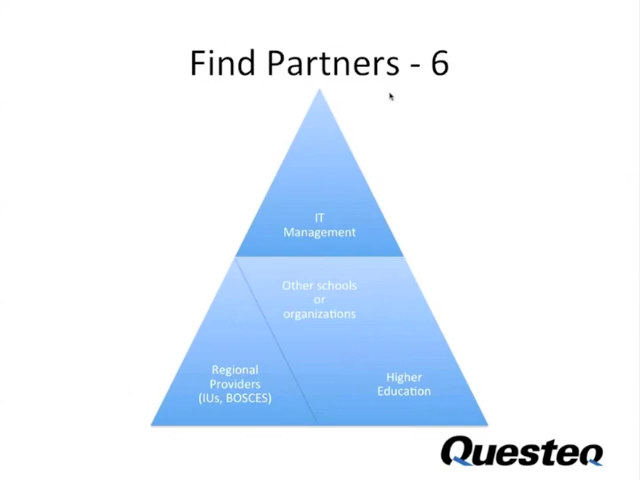 Find Partners - 6
IT
Management
Other schools
or
organizations
Regional
Providers
(IUs, BOSCES)
Higher
Education
Questeq